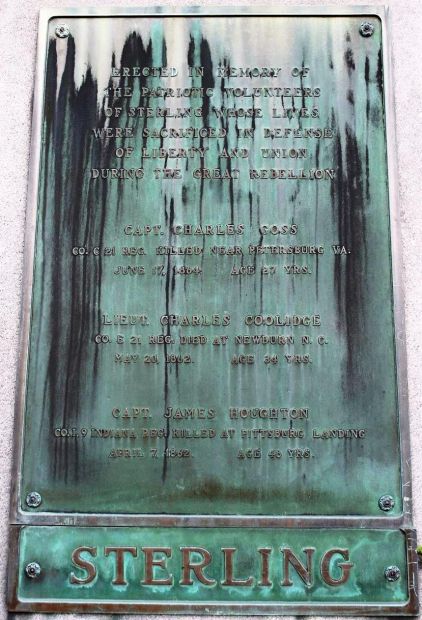 ERECTED IN MEMORY OF
THE PATRIOTIC VOLUNTEERS
OF STERLING WHOSE LIVES
WERE SACRIFICED IN DEFENSE
OF LIBERTY AND UNION
DURING THE GREAT REBELLION
CAPT. CHARLES GOSS
CO. E 21 REG. KILLED NEAR PETERSBURG VA.
JUNE 17, 1864. AGE 27 YRS.
LIEUT. CHARLES COOLIDGE
CO. E 21 REG. DIED AT NEWBURN N. C.
MAY 20, 1862. AGE 34 YRS.
CAPT. JAMES HOUGHTON
CO. I. 9 INDIANA REG. KILLED AT PITTSBURG LANDING
APRIL 7, 1862. AGE 46 YRS.
STERLING